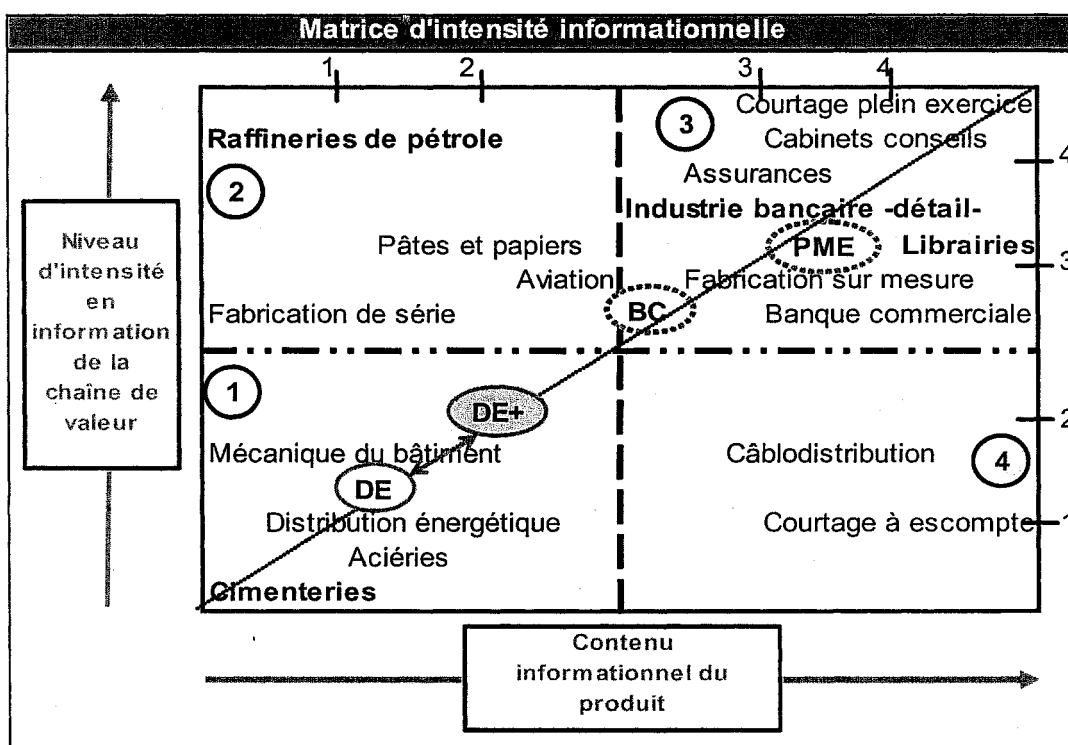 Matrice d'intensité informationnelle
1 2 3 4
Courtage plein exercice
3
Raffineries de pétrole
Cabinets conseils
4
Assurances
2
Industrie bancaire -détail-
Niveau
d'intensité
en
information
de la
chaîne de
valeur
Pâtes et papiers
PME
Librairies
3
Aviation
Fabrication sur mesure
Fabrication de série
BC
Banque commerciale
1
DE+
2
Mécanique du bâtiment
Câblodistribution
4
DE
Distribution énergétique
Courtage à escompte
1
Aciéries
Cimenteries
Contenu
informationnel du
produit